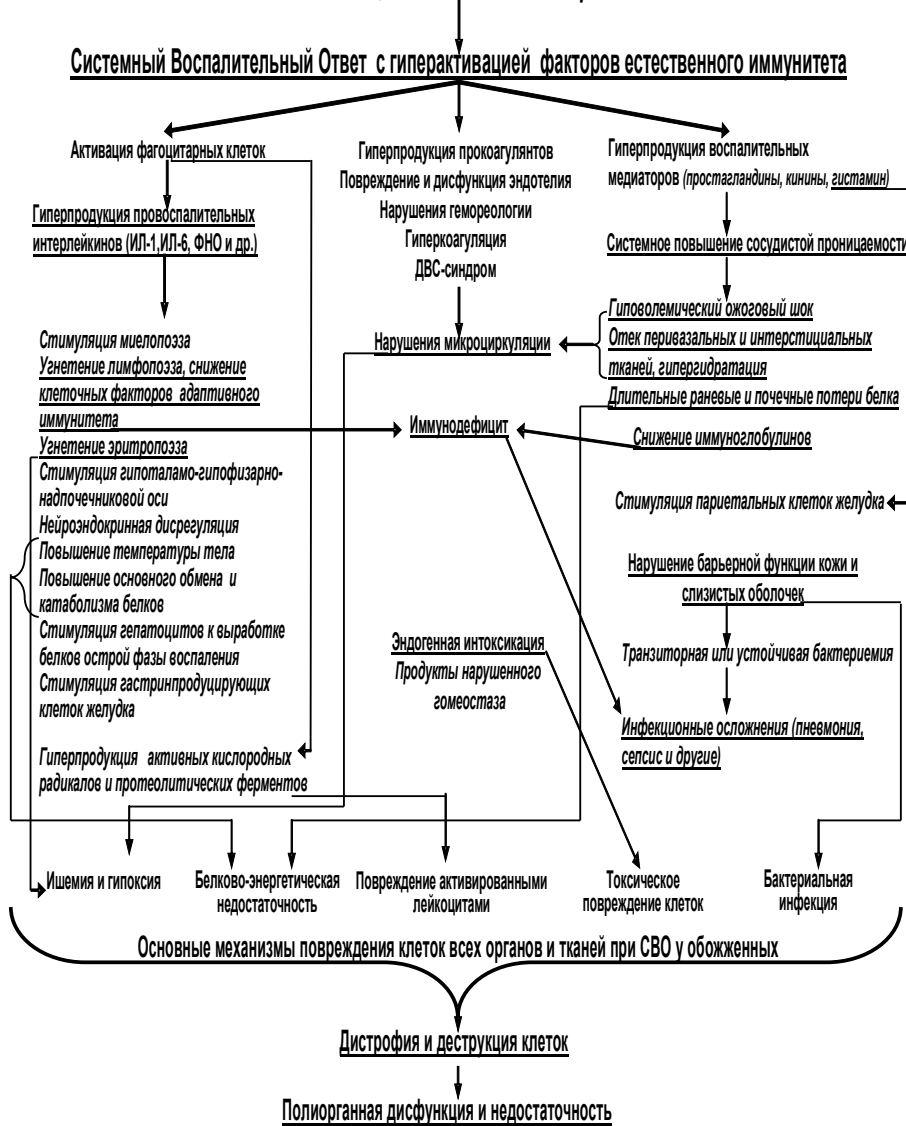 Системный Воспалительный Ответ с гиперактивацией факторов естественного иммунитета
Активация фагоцитарных клеток
Гиперпродукция провоспалительных
интерлейкинов (ИЛ-1,ИЛ-6, ФНО и др.)
Стимуляция миелопоэза
Угнетение лимфопоэза, снижение
клеточных факторов адаптивного
иммунитета
Угнетение эритропоэза
Стимуляция гипоталамо-гипофизарно-
надпочечниковой оси
Нейроэндокринная дисрегуляция
Повышение температуры тела
Повышение основного обмена и
катаболизма белков
Стимуляция гепатоцитов к выработке
белков острой фазы воспаления
Стимуляция гастринпродуцирующих
клеток желудка
Гиперпродукция активных кислородных
радикалов и протеолитических ферментов
Гиперпродукция прокоагулянтов
Повреждение и дисфункция эндотелия
Нарушения гемореологии
Гиперкоагуляция
ДВС-синдром
Нарушения микроциркуляции
Иммунодефицит
Эндогенная интоксикация
Продукты нарушенного
гомеостаза
Гиперпродукция воспалительных
медиаторов (простагландины, кинины, гистамин)
Системное повышение сосудистой проницаемости
Гиповолемический ожоговый шок
Отек перивазальных и интерстициальных
тканей, гипергидратация
Длительные раневые и почечные потери белка
Снижение иммуноглобулинов
Стимуляция париетальных клеток желудка
Нарушение барьерной функции кожи и
слизистых оболочек
Транзиторная или устойчивая бактериемия
Инфекционные осложнения (пневмония,
сепсис и другие)
Ишемия и гипоксия
Белково-энергетическая
недостаточность
Повреждение активированными
лейкоцитами
Токсическое
повреждение клеток
Бактериальная
инфекция
Основные механизмы повреждения клеток всех органов и тканей при СВО у обожженных
Дистрофия и деструкция клеток
Полиорганная дисфункция и недостаточность